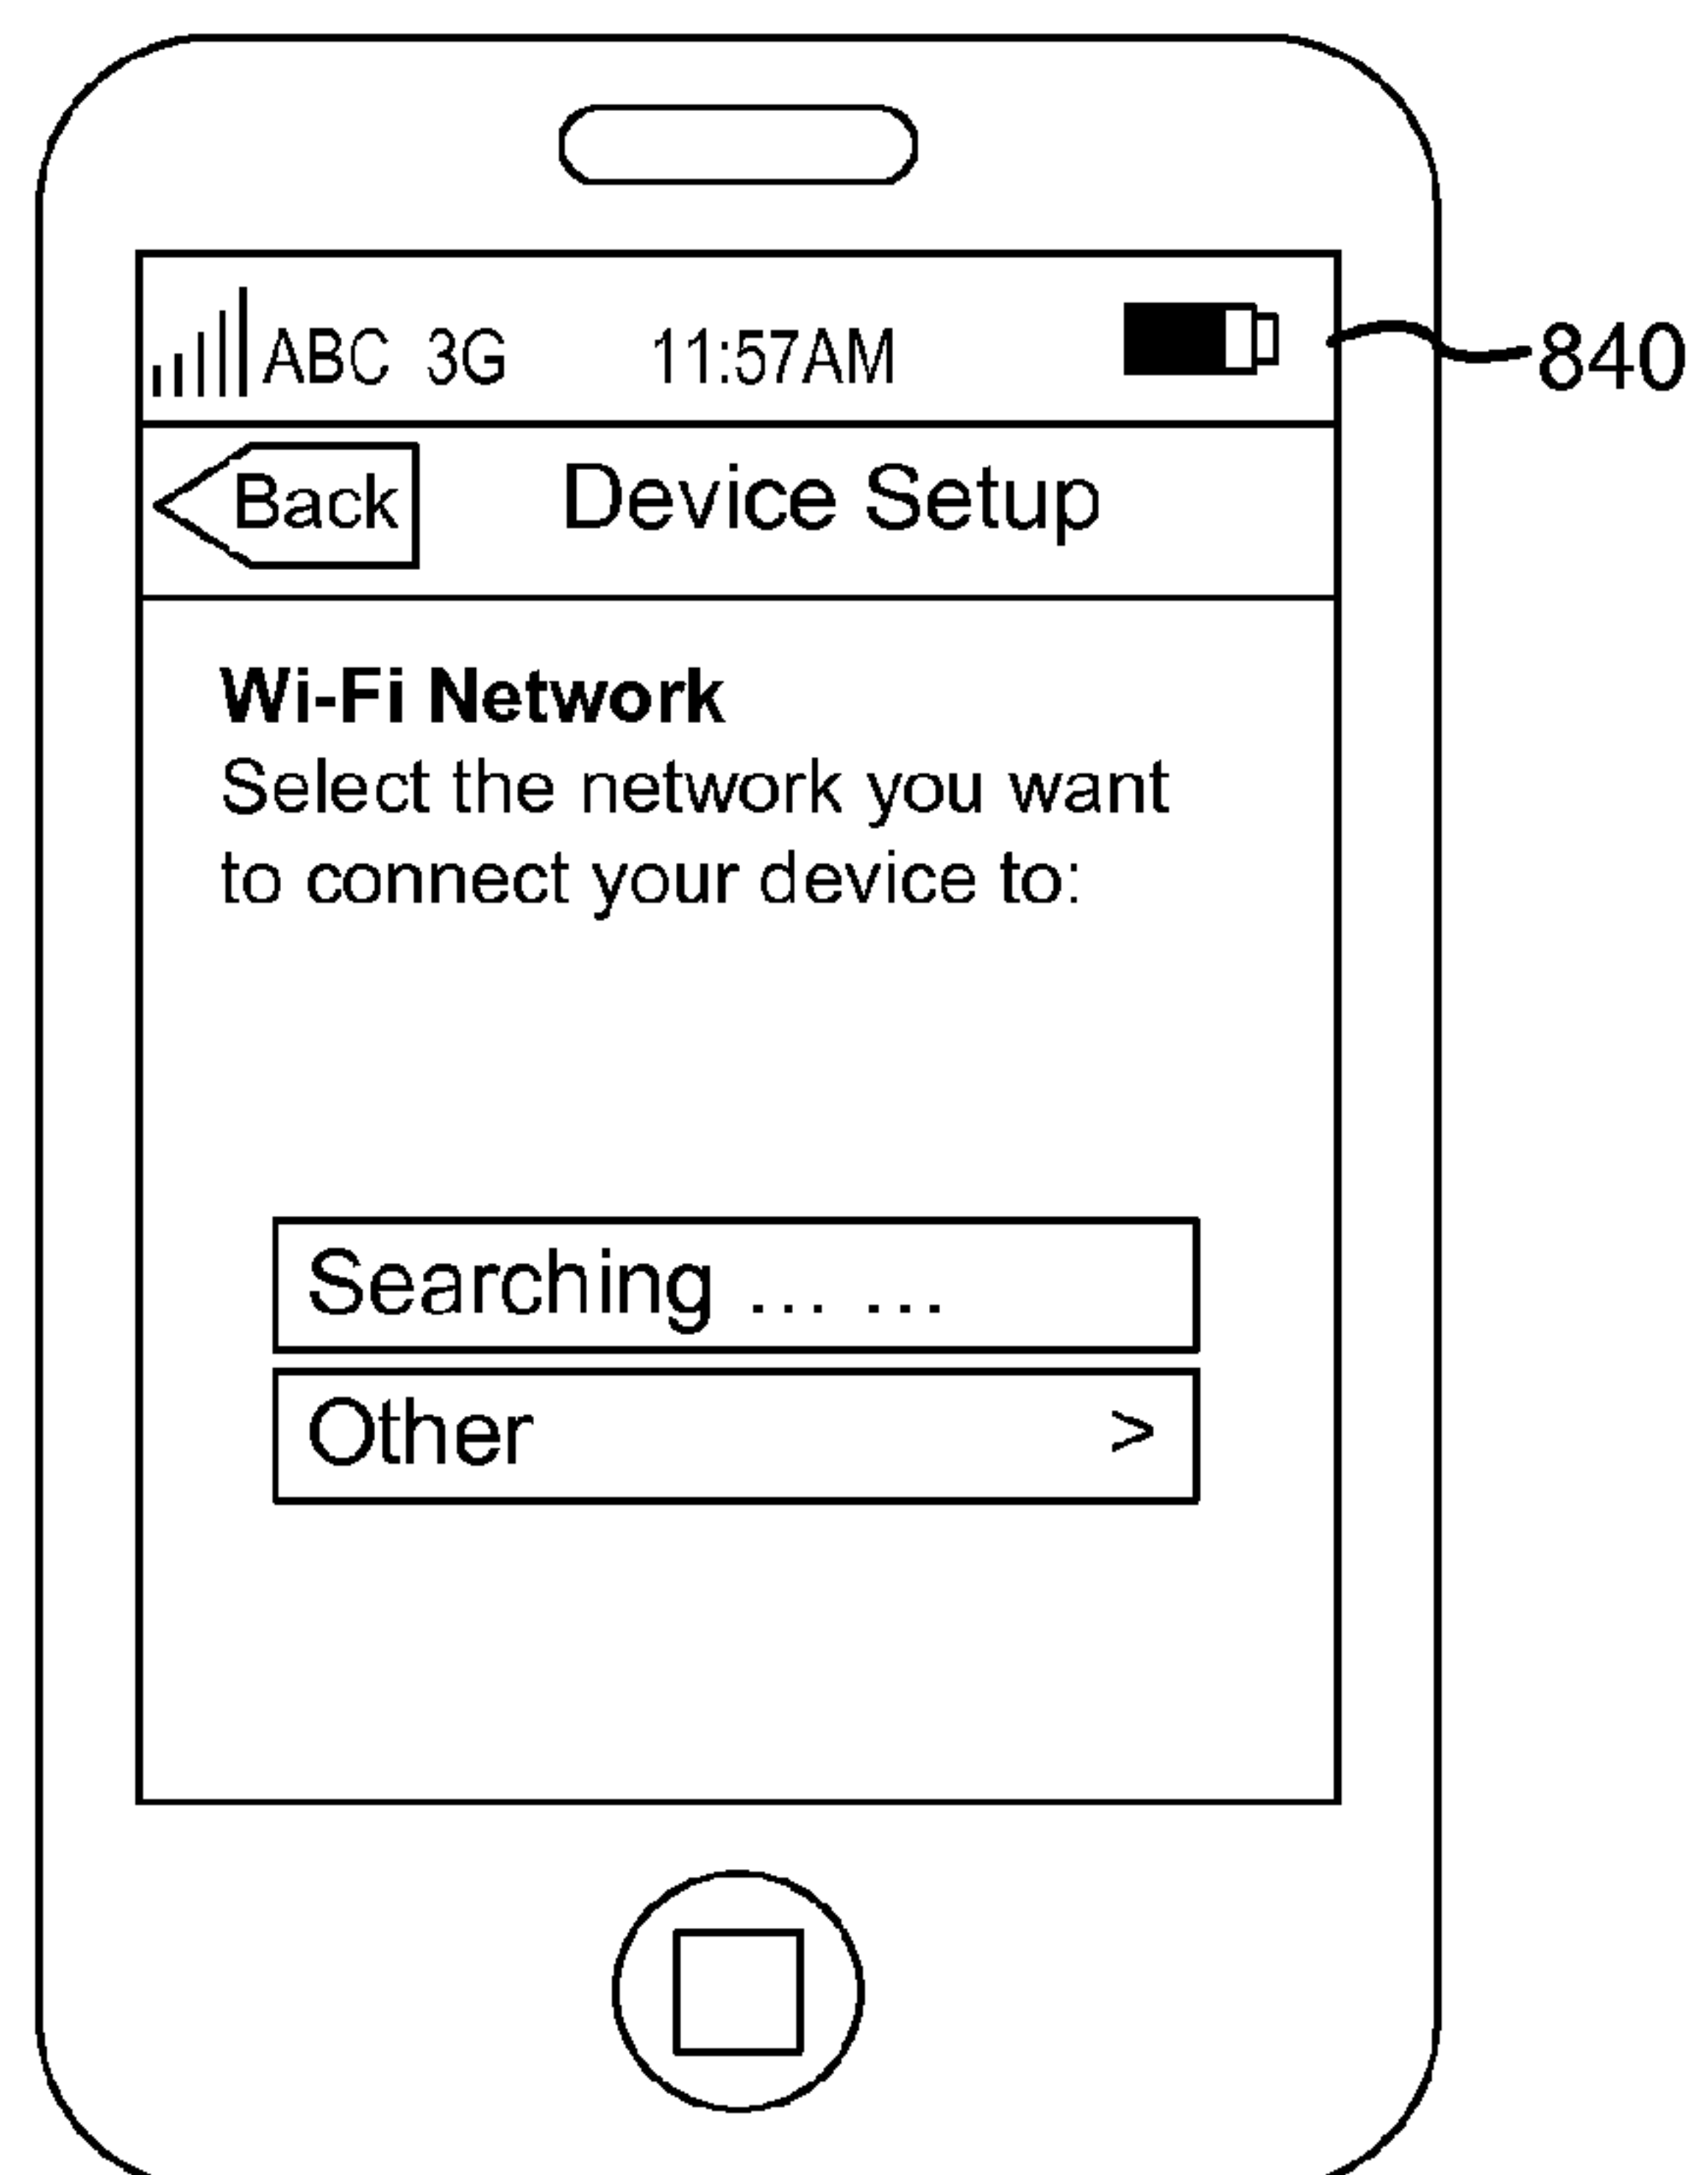 ABC 3G 11:57AM
840
Back Device Setup
Wi-Fi Network
Select the network you want
to connect your device to:
Searching ... ...
Other >